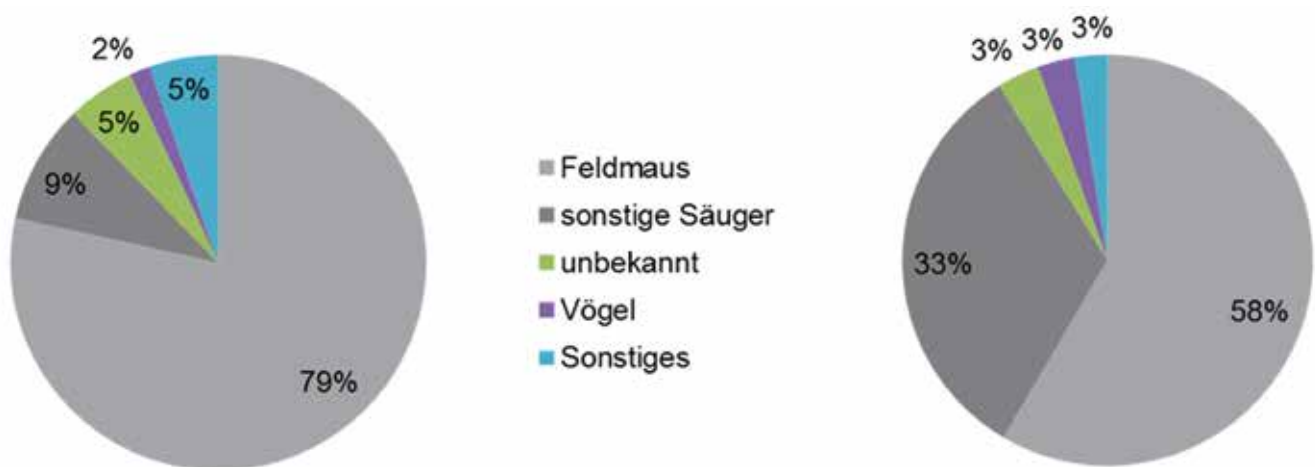 2%
5%
5%
9%
79%
Feldmaus
sonstige Säuger
unbekannt
Vögel
Sonstiges
3%
3%
3%
33%
58%